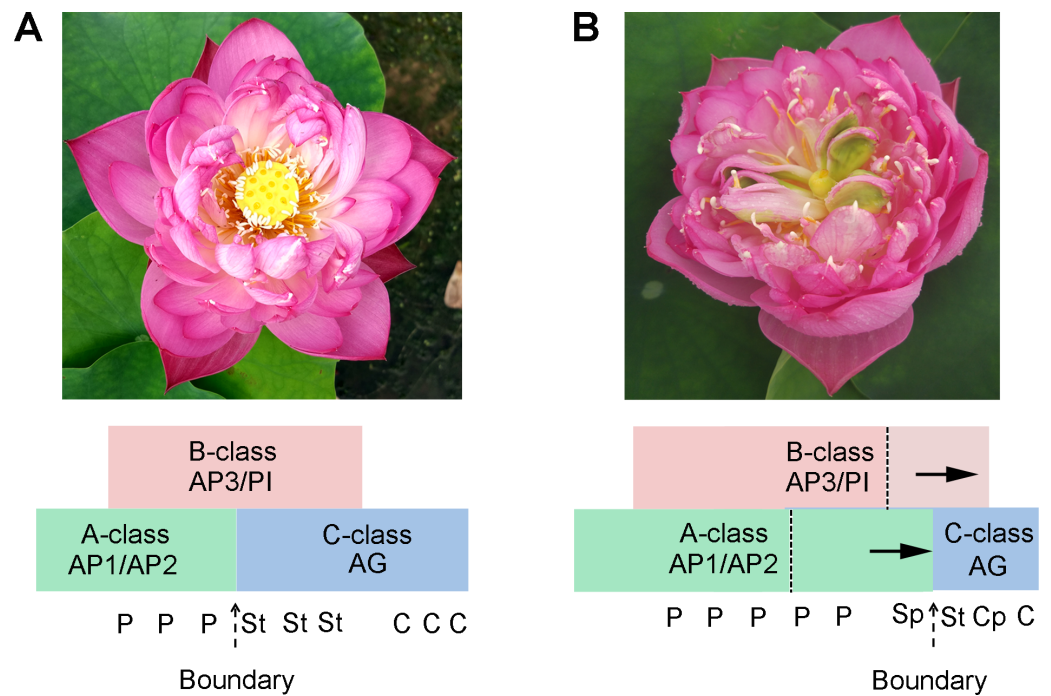 A
B
B-class
AP3/PI
A-class
AP1/AP2
C-class
AG
P P P St St St C C C
Boundary
B-class
AP3/PI
A-class
AP1/AP2
C-class
AG
P P P P P Sp St Cp C
Boundary